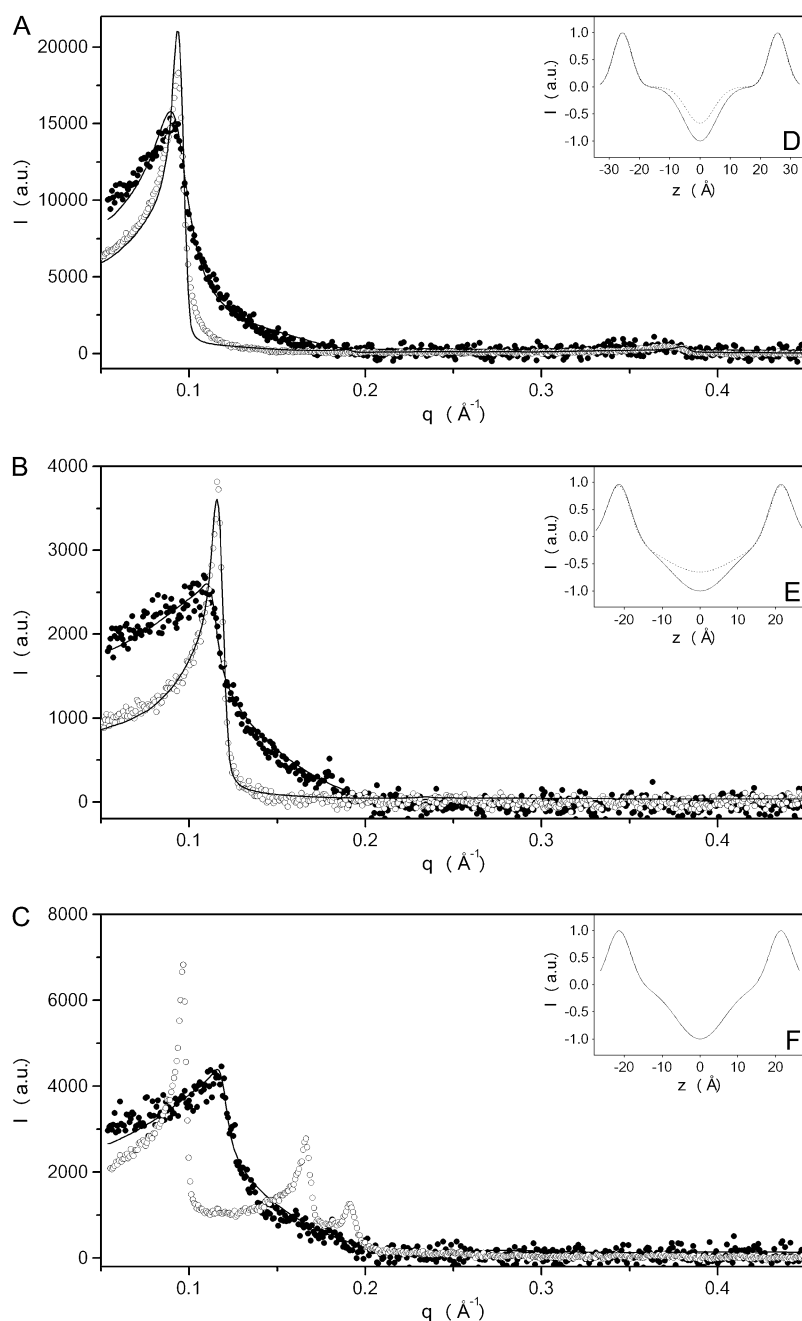 A
20000
15000
10000
5000
0
I (a.u.)
0.1 0.2 0.3 0.4
q (Å-1)
1.0
0.5
0.0
-0.5
-1.0
I (a.u.)
-30 -20 -10 0 10 20 30
z (Å)
D
B
4000
3000
2000
1000
0
I (a.u.)
0.1 0.2 0.3 0.4
q (Å-1)
1.0
0.5
0.0
-0.5
-1.0
I (a.u.)
-20 -10 0 10 20
z (Å)
E
C
8000
6000
4000
2000
0
I (a.u.)
0.1 0.2 0.3 0.4
q (Å-1)
1.0
0.5
0.0
-0.5
-1.0
I (a.u.)
-20 -10 0 10 20
z (Å)
F